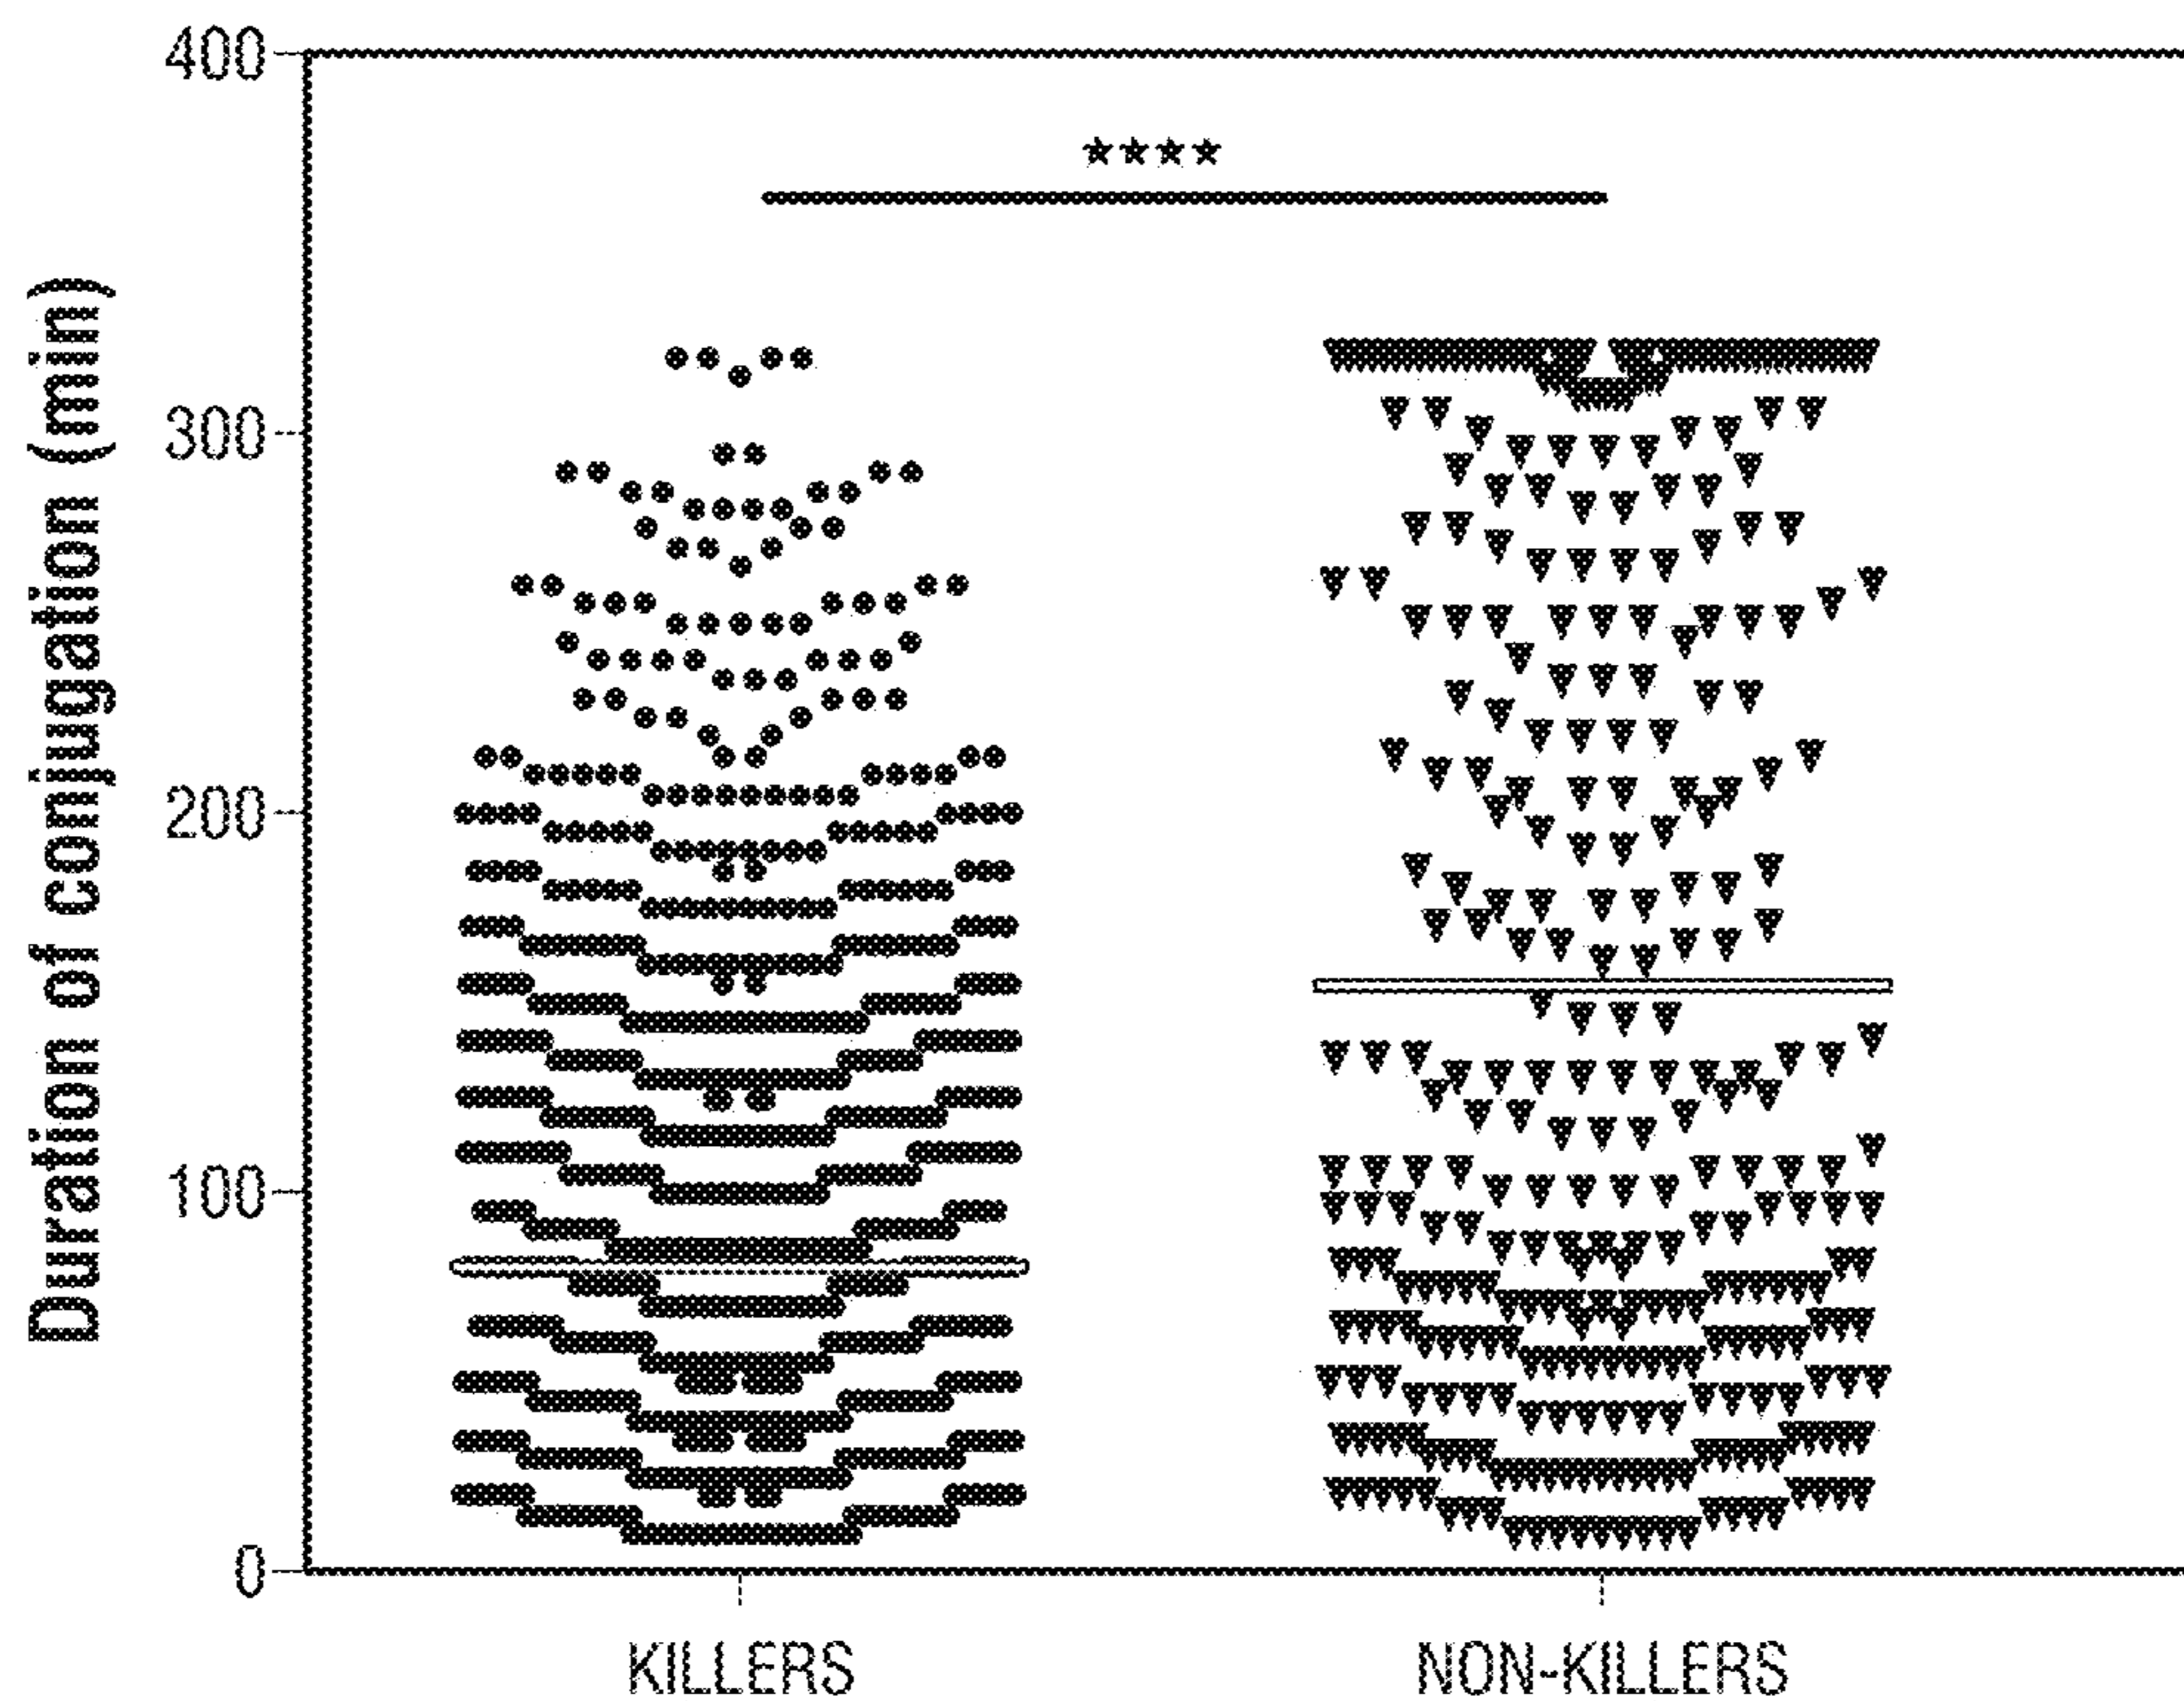 Duration of conjugation (min)
400
300
200
100
0
****
KILLERS
NON-KILLERS